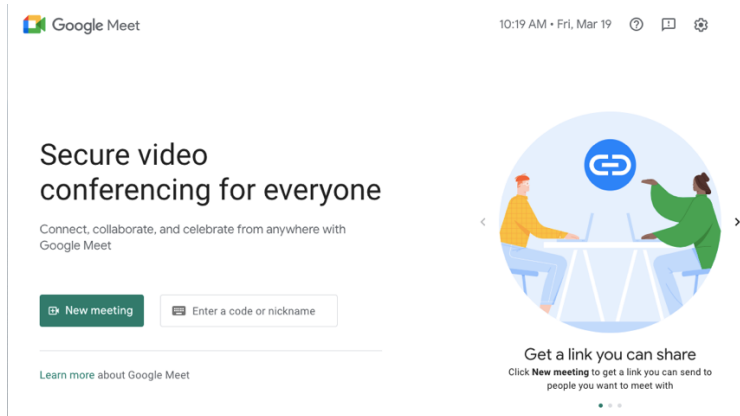 Google Meet
10:19 AM • Fri, Mar 19
Secure video
conferencing for everyone
Connect, collaborate, and celebrate from anywhere with
Google Meet
New meeting
Enter a code or nickname
Learn more about Google Meet
Get a link you can share
Click New meeting to get a link you can send to
people you want to meet with